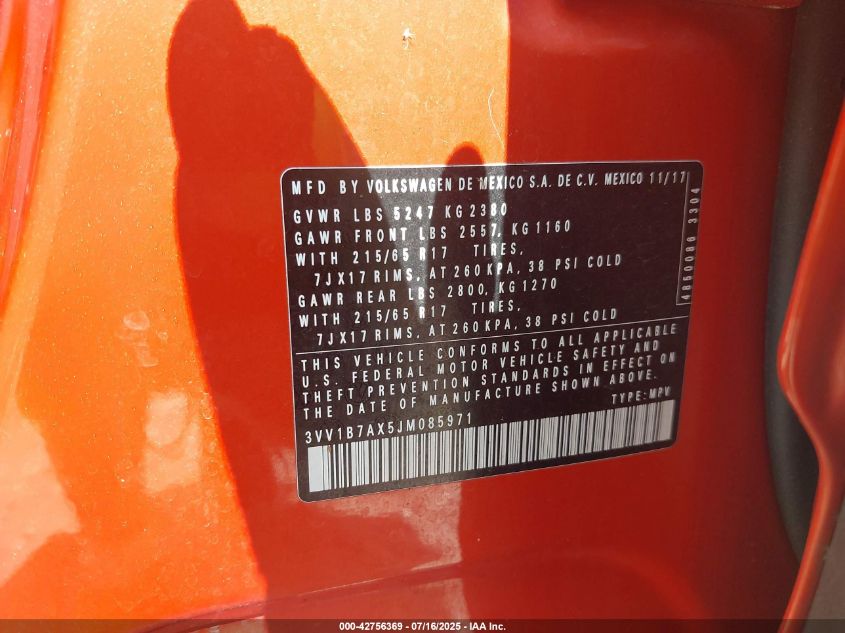 MFD BY VOLKSWAGEN DE MEXICO S.A. DE C.V. MEXICO 11/17
GVWR LBS 5247 KG 2380
GAWR FRONT LBS 2557, KG 1160
WITH 215/65 R17 TIRES,
7JX17 RIMS, AT 260 KPA, 38 PSI COLD
GAWR REAR LBS 2800, KG 1270
WITH 215/65 R17 TIRES,
7JX17 RIMS, AT 260 KPA, 38 PSI COLD
THIS VEHICLE CONFORMS TO ALL APPLICABLE
U.S. FEDERAL MOTOR VEHICLE SAFETY AND
THEFT PREVENTION STANDARDS IN EFFECT ON
THE DATE OF MANUFACTURE SHOWN ABOVE.
TYPE: MPV
3VV1B7AX5JM085971
4850086 3304
000-42756369 - 07/16/2025 - IAA Inc.